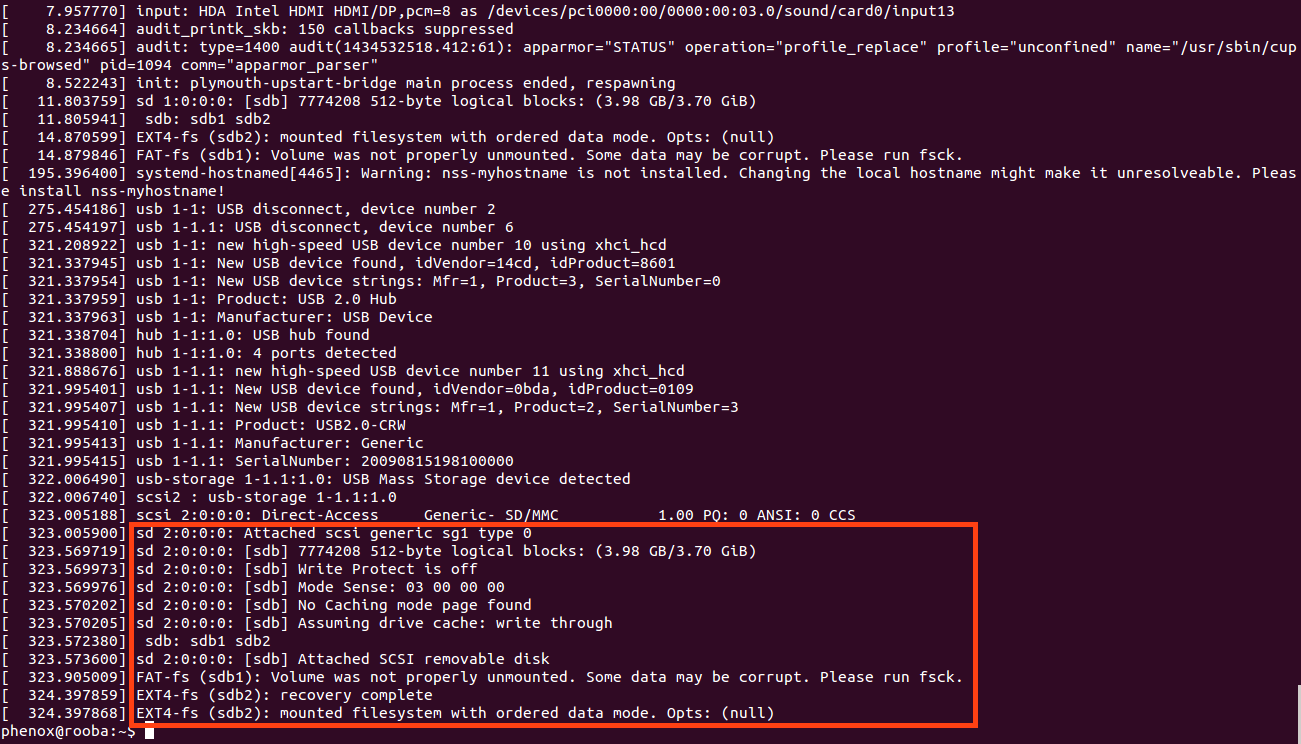 [    7.957770] input: HDA Intel HDMI HDMI/DP,pcm=8 as /devices/pci0000:00/0000:00:03.0/sound/card0/input13
[    8.234664] audit_printk_skb: 150 callbacks suppressed
[    8.234665] audit: type=1400 audit(1434532518.412:61): apparmor="STATUS" operation="profile_replace" profile="unconfined" name="/usr/sbin/cup
s-browsed" pid=1094 comm="apparmor_parser"
[    8.522243] init: plymouth-upstart-bridge main process ended, respawning
[   11.803759] sd 1:0:0:0: [sdb] 7774208 512-byte logical blocks: (3.98 GB/3.70 GiB)
[   11.805941]  sdb: sdb1 sdb2
[   14.870599] EXT4-fs (sdb2): mounted filesystem with ordered data mode. Opts: (null)
[   14.879846] FAT-fs (sdb1): Volume was not properly unmounted. Some data may be corrupt. Please run fsck.
[  195.396400] systemd-hostnamed[4465]: Warning: nss-myhostname is not installed. Changing the local hostname might make it unresolveable. Pleas
e install nss-myhostname!
[  275.454186] usb 1-1: USB disconnect, device number 2
[  275.454197] usb 1-1.1: USB disconnect, device number 6
[  321.208922] usb 1-1: new high-speed USB device number 10 using xhci_hcd
[  321.337945] usb 1-1: New USB device found, idVendor=14cd, idProduct=8601
[  321.337954] usb 1-1: New USB device strings: Mfr=1, Product=3, SerialNumber=0
[  321.337959] usb 1-1: Product: USB 2.0 Hub
[  321.337963] usb 1-1: Manufacturer: USB Device
[  321.338704] hub 1-1:1.0: USB hub found
[  321.338800] hub 1-1:1.0: 4 ports detected
[  321.888676] usb 1-1.1: new high-speed USB device number 11 using xhci_hcd
[  321.995401] usb 1-1.1: New USB device found, idVendor=0bda, idProduct=0109
[  321.995407] usb 1-1.1: New USB device strings: Mfr=1, Product=2, SerialNumber=3
[  321.995410] usb 1-1.1: Product: USB2.0-CRW
[  321.995413] usb 1-1.1: Manufacturer: Generic
[  321.995415] usb 1-1.1: SerialNumber: 20090815198100000
[  322.006490] usb-storage 1-1.1:1.0: USB Mass Storage device detected
[  322.006740] scsi2 : usb-storage 1-1.1:1.0
[  323.005188] scsi 2:0:0:0: Direct-Access     Generic- SD/MMC           1.00 PQ: 0 ANSI: 0 CCS
[  323.005900] sd 2:0:0:0: Attached scsi generic sg1 type 0
[  323.569719] sd 2:0:0:0: [sdb] 7774208 512-byte logical blocks: (3.98 GB/3.70 GiB)
[  323.569973] sd 2:0:0:0: [sdb] Write Protect is off
[  323.569976] sd 2:0:0:0: [sdb] Mode Sense: 03 00 00 00
[  323.570202] sd 2:0:0:0: [sdb] No Caching mode page found
[  323.570205] sd 2:0:0:0: [sdb] Assuming drive cache: write through
[  323.572380]  sdb: sdb1 sdb2
[  323.573600] sd 2:0:0:0: [sdb] Attached SCSI removable disk
[  323.905009] FAT-fs (sdb1): Volume was not properly unmounted. Some data may be corrupt. Please run fsck.
[  324.397859] EXT4-fs (sdb2): recovery complete
[  324.397868] EXT4-fs (sdb2): mounted filesystem with ordered data mode. Opts: (null)
phenox@rooba:~$